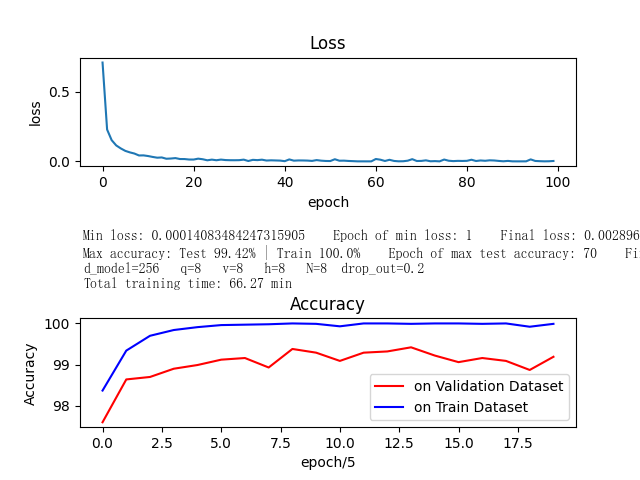 Loss
loss
0.5
0.0
0 20 40 60 80 100
epoch
Min loss: 0.00014083484247315905 Epoch of min loss: 1 Final loss: 0.002896
Max accuracy: Test 99.42% | Train 100.0% Epoch of max test accuracy: 70 Fi
d_model=256 q=8 v=8 h=8 N=8 drop_out=0.2
Total training time: 66.27 min
Accuracy
Accuracy
100
99
98
on Validation Dataset
on Train Dataset
0.0 2.5 5.0 7.5 10.0 12.5 15.0 17.5
epoch/5